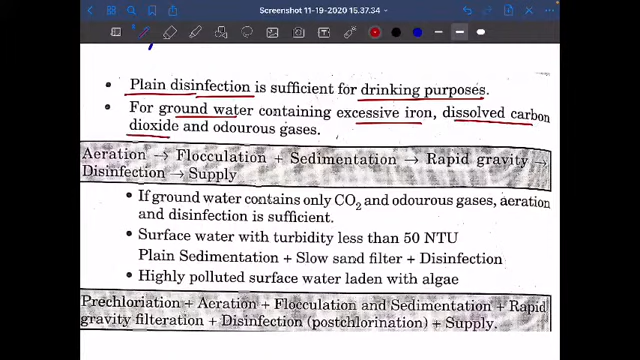 Screenshot 11-19-2020 15.37.34
• Plain disinfection is sufficient for drinking purposes.
• For ground water containing excessive iron, dissolved carbon
dioxide and odourous gases.
Aeration → Flocculation + Sedimentation → Rapid gravity →
Disinfection → Supply
• If ground water contains only CO2 and odourous gases, aeration
and disinfection is sufficient.
• Surface water with turbidity less than 50 NTU
Plain Sedimentation + Slow sand filter + Disinfection
• Highly polluted surface water laden with algae
Prechloriation + Aeration + Flocculation and Sedimentation + Rapid
gravity filteration + Disinfection (postchlorination) + Supply.